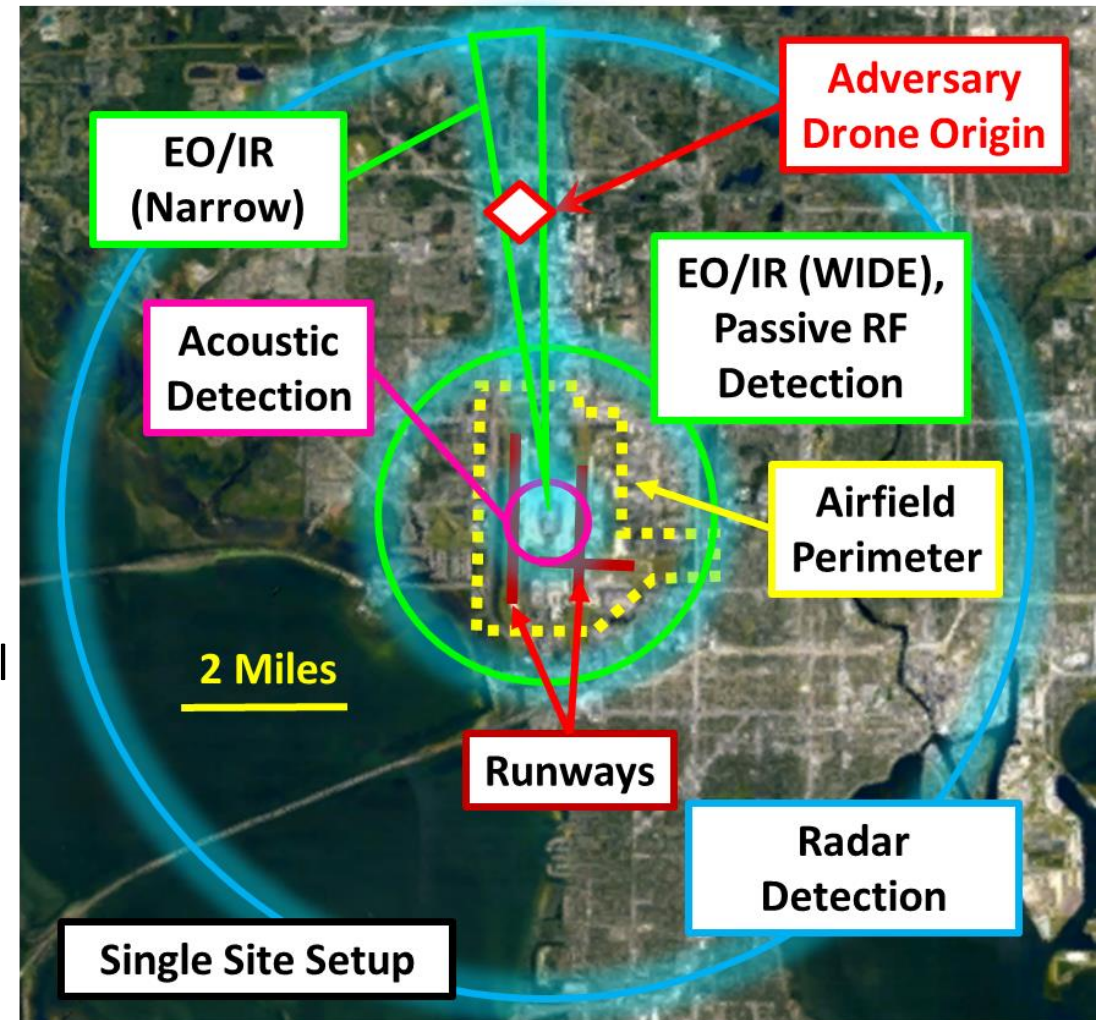 Adversary
Drone Origin
EO/IR
(Narrow)
EO/IR (WIDE),
Passive RF
Detection
Acoustic
Detection
Airfield
Perimeter
2 Miles
Runways
Radar
Detection
Single Site Setup